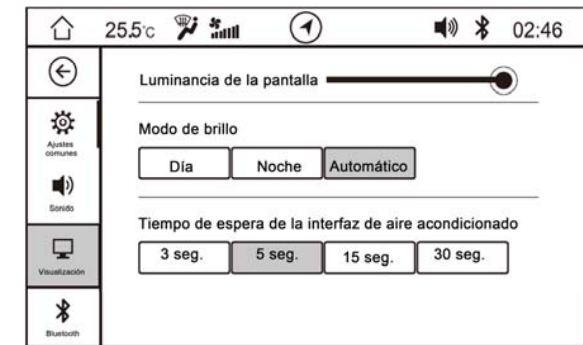 25.5°c 02:46
Luminancia de la pantalla
Modo de brillo
Día Noche Automático
Tiempo de espera de la interfaz de aire acondicionado
3 seg. 5 seg. 15 seg. 30 seg.
Ajustes
comunes
Sonido
Visualización
Bluetooth